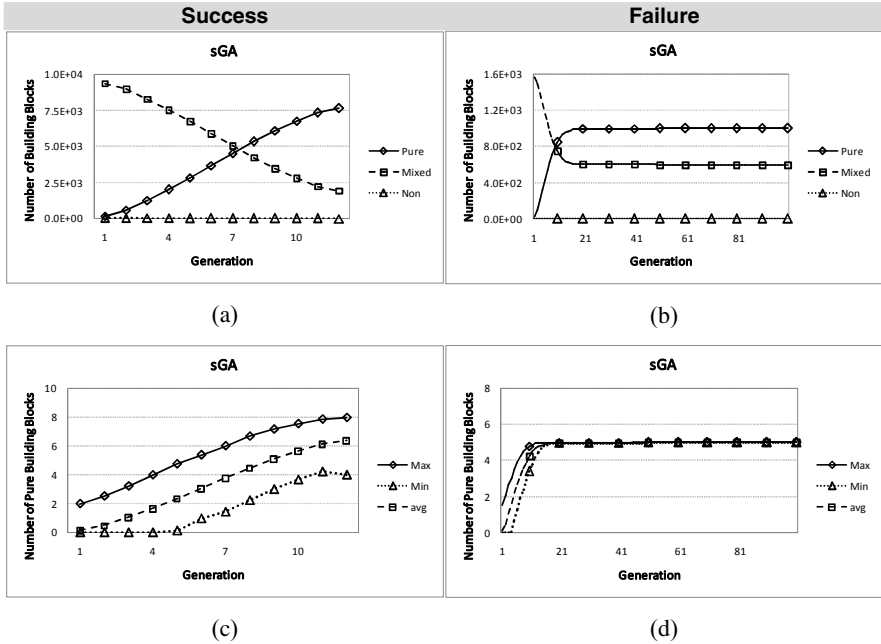 Success
Failure
sGA
Number of Building Blocks
1.0E+04
7.5E+03
5.0E+03
2.5E+03
0.0E+00
1
4
7
10
Generation
Pure
Mixed
Non
(a)
sGA
Number of Building Blocks
1.6E+03
1.2E+03
8.0E+02
4.0E+02
0.0E+00
1
21
41
61
81
Generation
Pure
Mixed
Non
(b)
sGA
Number of Pure Building Blocks
10
8
6
4
2
0
1
4
7
10
Generation
Max
Min
avg
(c)
sGA
Number of Pure Building Blocks
8
6
4
2
0
1
21
41
61
81
Generation
Max
Min
avg
(d)